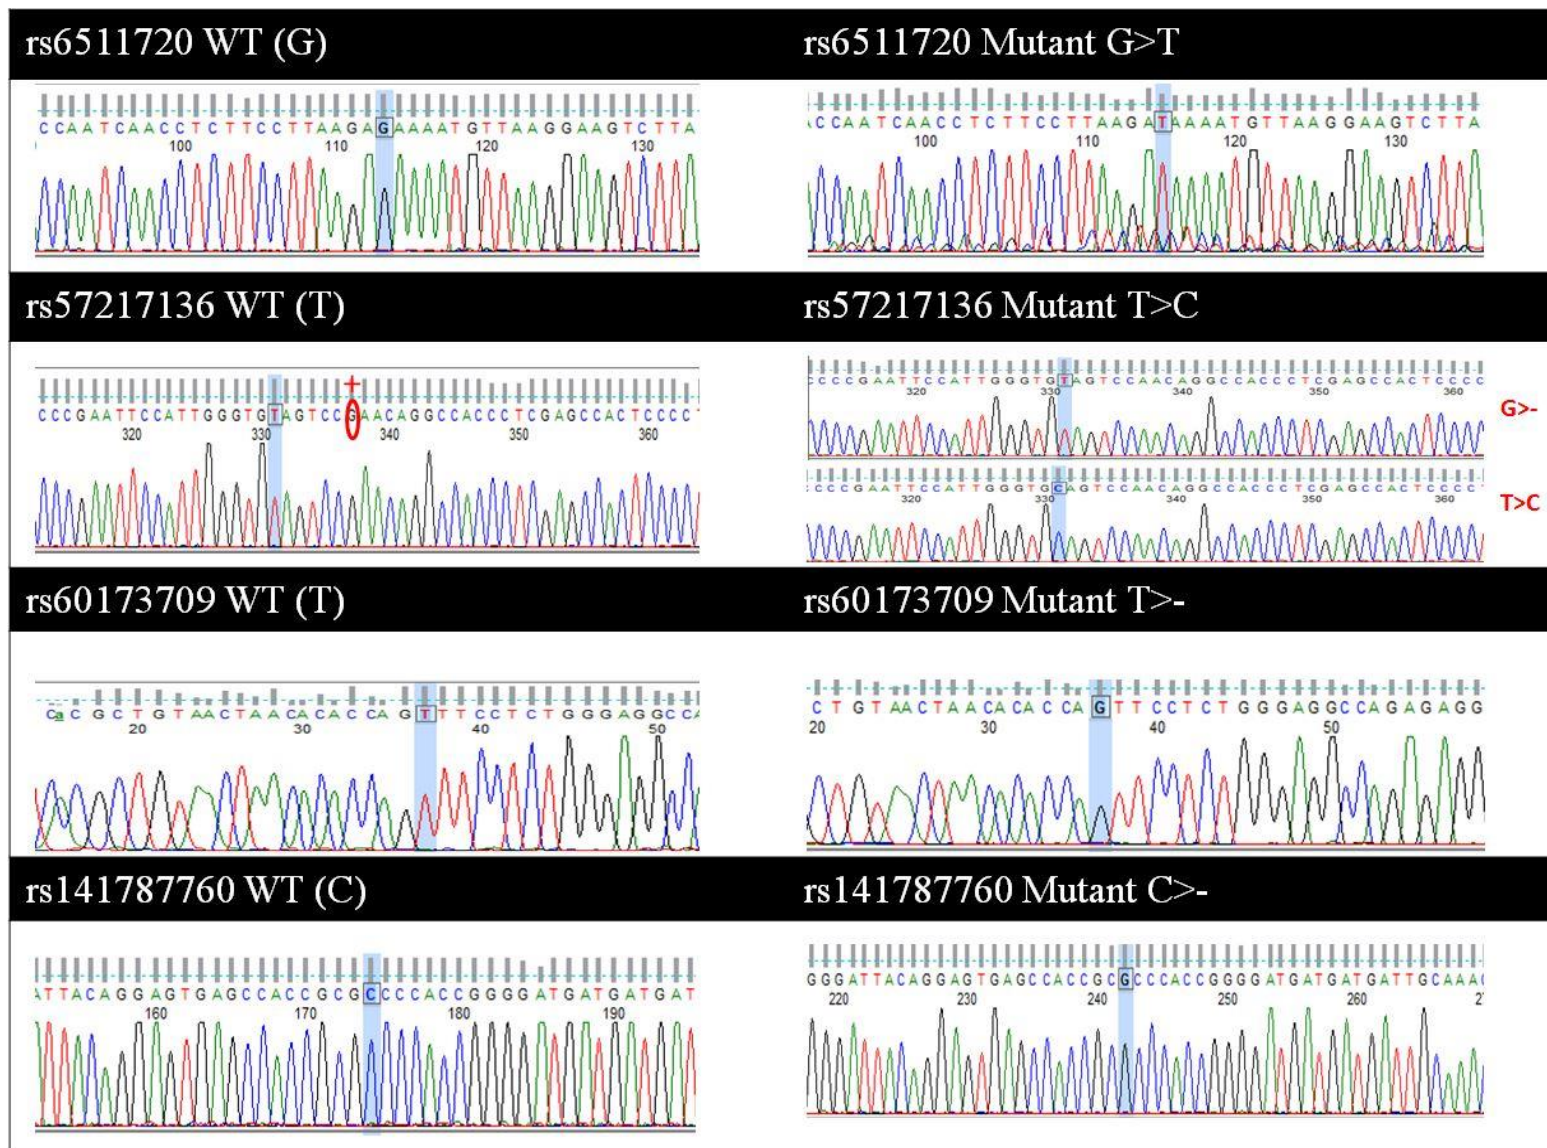 rs6511720 WT (G)
rs6511720 Mutant G>T
CCAATCAACCTCTTCCTTAAGAGAAAATGTTAAGGAAGTCTTA
100 110 120 130
CCAATCAACCTCTTCCTTAAGATAAAATGTTAAGGAAGTCTTA
100 120 130
rs57217136 WT (T)
rs57217136 Mutant T>C
+
CCCGAATTCCATTGGGTGTAGTCCGAACAGGCCACCCTCGAGCCACTCCCC
320 330 340 350 360
CCCCGAATTCCATTGGGTGTAGTCCAACAGGCCACCCTCGAGCCACTCCCC
320 330 340 350 360
G>-
CCCCGAATTCCATTGGGTGCAGTCCAACAGGCCACCCTCGAGCCACTCCCC
320 330 340 350 360
T>C
rs60173709 WT (T)
rs60173709 Mutant T>-
CaCGCTGTAACTAACACACCAGTTTCCTCTGGGAGGCCA
20 30 40 50
CTGTAACTAACACACCAGTTCCTCTGGGAGGCCAGAGAGG
20 30 40 50
rs141787760 WT (C)
rs141787760 Mutant C>-
ATTACAGGAGTGAGCCACCGCGCCCCACCGGGGATGATGATGAT
160 170 180 190
GGGATTACAGGAGTGAGCCACCGCGCCCACCGGGGATGATGATGATTGCAAA
220 230 240 250 260